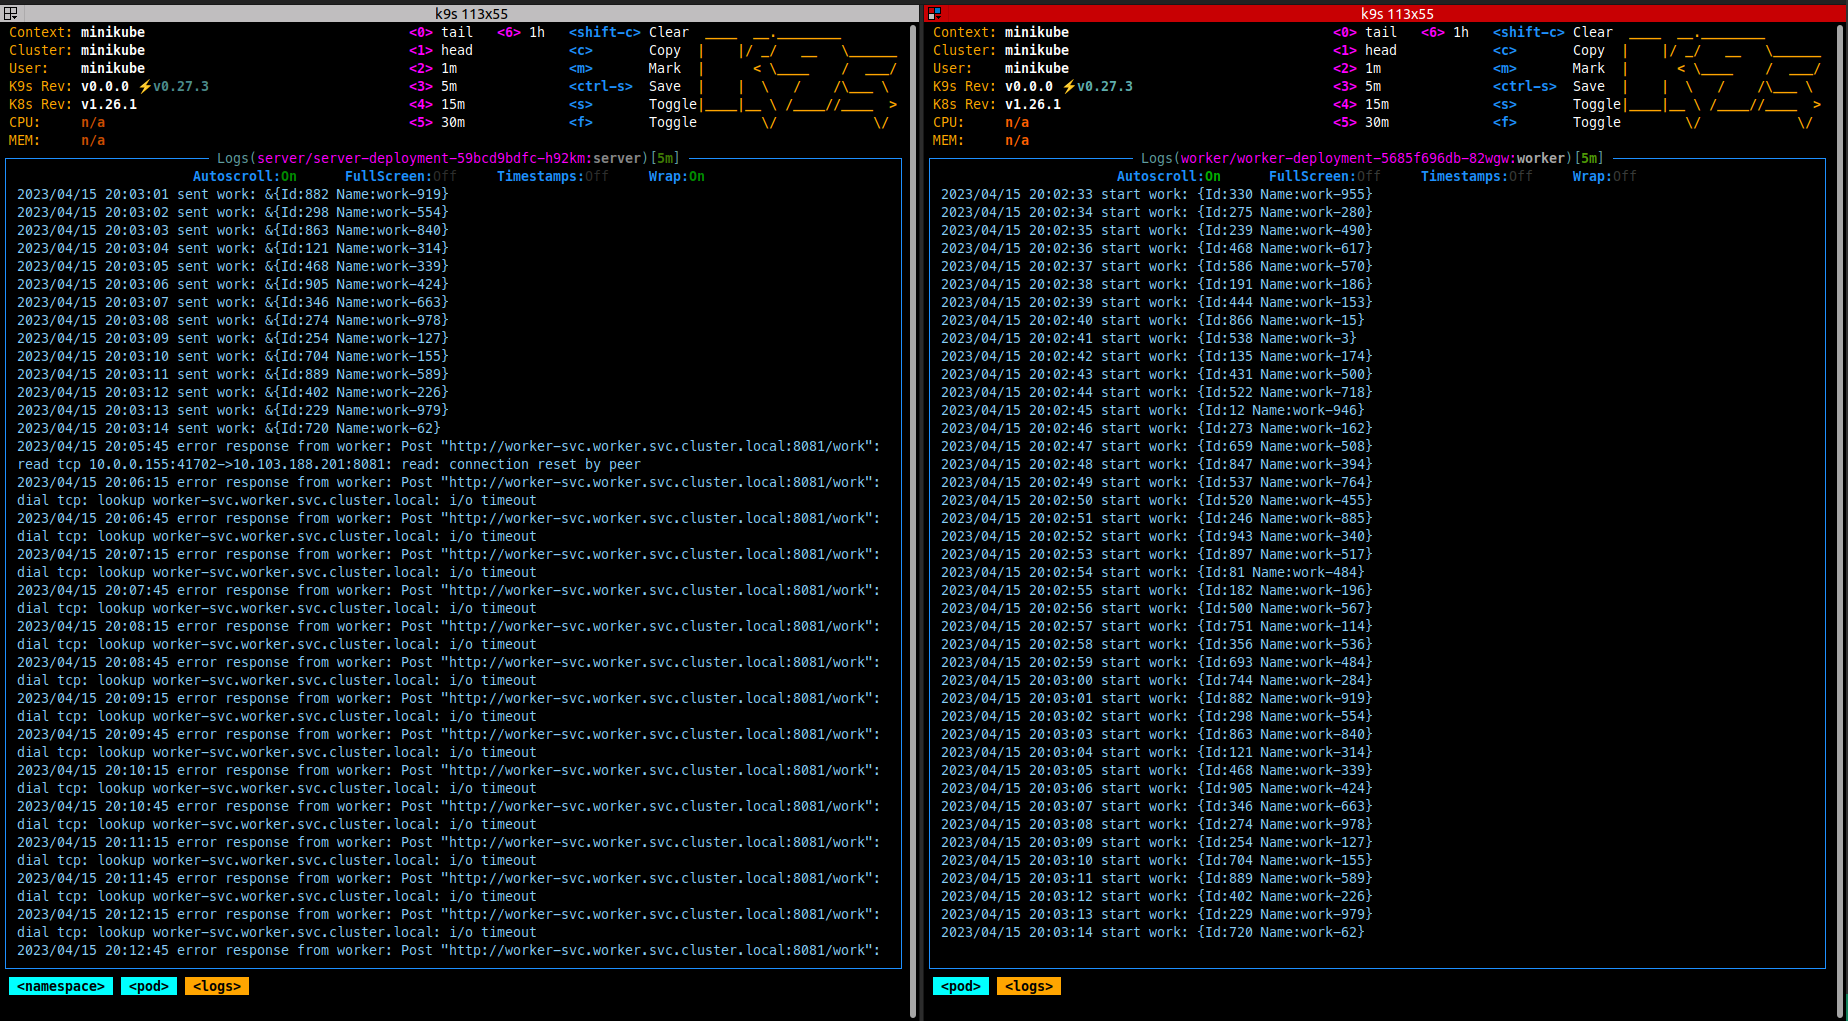 k9s 113x55
Context: minikube <0> tail <6> 1h <shift-c> Clear
Cluster: minikube <1> head <c> Copy
User: minikube <2> 1m <m> Mark
K9s Rev: v0.0.0 ⚡v0.27.3 <3> 5m <ctrl-s> Save
K8s Rev: v1.26.1 <4> 15m <s> Toggle
CPU: n/a <5> 30m <f> Toggle
MEM: n/a
Logs(server/server-deployment-59bcd9bdfc-h92km:server)[5m]
Autoscroll:On FullScreen:Off Timestamps:Off Wrap:On
2023/04/15 20:03:01 sent work: &{Id:882 Name:work-919}
2023/04/15 20:03:02 sent work: &{Id:298 Name:work-554}
2023/04/15 20:03:03 sent work: &{Id:863 Name:work-840}
2023/04/15 20:03:04 sent work: &{Id:121 Name:work-314}
2023/04/15 20:03:05 sent work: &{Id:468 Name:work-339}
2023/04/15 20:03:06 sent work: &{Id:905 Name:work-424}
2023/04/15 20:03:07 sent work: &{Id:346 Name:work-663}
2023/04/15 20:03:08 sent work: &{Id:274 Name:work-978}
2023/04/15 20:03:09 sent work: &{Id:254 Name:work-127}
2023/04/15 20:03:10 sent work: &{Id:704 Name:work-155}
2023/04/15 20:03:11 sent work: &{Id:889 Name:work-589}
2023/04/15 20:03:12 sent work: &{Id:402 Name:work-226}
2023/04/15 20:03:13 sent work: &{Id:229 Name:work-979}
2023/04/15 20:03:14 sent work: &{Id:720 Name:work-62}
2023/04/15 20:05:45 error response from worker: Post "http://worker-svc.worker.svc.cluster.local:8081/work":
read tcp 10.0.0.155:41702->10.103.188.201:8081: read: connection reset by peer
2023/04/15 20:06:15 error response from worker: Post "http://worker-svc.worker.svc.cluster.local:8081/work":
dial tcp: lookup worker-svc.worker.svc.cluster.local: i/o timeout
2023/04/15 20:06:45 error response from worker: Post "http://worker-svc.worker.svc.cluster.local:8081/work":
dial tcp: lookup worker-svc.worker.svc.cluster.local: i/o timeout
2023/04/15 20:07:15 error response from worker: Post "http://worker-svc.worker.svc.cluster.local:8081/work":
dial tcp: lookup worker-svc.worker.svc.cluster.local: i/o timeout
2023/04/15 20:07:45 error response from worker: Post "http://worker-svc.worker.svc.cluster.local:8081/work":
dial tcp: lookup worker-svc.worker.svc.cluster.local: i/o timeout
2023/04/15 20:08:15 error response from worker: Post "http://worker-svc.worker.svc.cluster.local:8081/work":
dial tcp: lookup worker-svc.worker.svc.cluster.local: i/o timeout
2023/04/15 20:08:45 error response from worker: Post "http://worker-svc.worker.svc.cluster.local:8081/work":
dial tcp: lookup worker-svc.worker.svc.cluster.local: i/o timeout
2023/04/15 20:09:15 error response from worker: Post "http://worker-svc.worker.svc.cluster.local:8081/work":
dial tcp: lookup worker-svc.worker.svc.cluster.local: i/o timeout
2023/04/15 20:09:45 error response from worker: Post "http://worker-svc.worker.svc.cluster.local:8081/work":
dial tcp: lookup worker-svc.worker.svc.cluster.local: i/o timeout
2023/04/15 20:10:15 error response from worker: Post "http://worker-svc.worker.svc.cluster.local:8081/work":
dial tcp: lookup worker-svc.worker.svc.cluster.local: i/o timeout
2023/04/15 20:10:45 error response from worker: Post "http://worker-svc.worker.svc.cluster.local:8081/work":
dial tcp: lookup worker-svc.worker.svc.cluster.local: i/o timeout
2023/04/15 20:11:15 error response from worker: Post "http://worker-svc.worker.svc.cluster.local:8081/work":
dial tcp: lookup worker-svc.worker.svc.cluster.local: i/o timeout
2023/04/15 20:11:45 error response from worker: Post "http://worker-svc.worker.svc.cluster.local:8081/work":
dial tcp: lookup worker-svc.worker.svc.cluster.local: i/o timeout
2023/04/15 20:12:15 error response from worker: Post "http://worker-svc.worker.svc.cluster.local:8081/work":
dial tcp: lookup worker-svc.worker.svc.cluster.local: i/o timeout
2023/04/15 20:12:45 error response from worker: Post "http://worker-svc.worker.svc.cluster.local:8081/work":
<namespace> <pod> <logs>
k9s 113x55
Context: minikube <0> tail <6> 1h <shift-c> Clear
Cluster: minikube <1> head <c> Copy
User: minikube <2> 1m <m> Mark
K9s Rev: v0.0.0 ⚡v0.27.3 <3> 5m <ctrl-s> Save
K8s Rev: v1.26.1 <4> 15m <s> Toggle
CPU: n/a <5> 30m <f> Toggle
MEM: n/a
Logs(worker/worker-deployment-5685f696db-82wgw:worker)[5m]
Autoscroll:On FullScreen:Off Timestamps:Off Wrap:Off
2023/04/15 20:02:33 start work: {Id:330 Name:work-955}
2023/04/15 20:02:34 start work: {Id:275 Name:work-280}
2023/04/15 20:02:35 start work: {Id:239 Name:work-490}
2023/04/15 20:02:36 start work: {Id:468 Name:work-617}
2023/04/15 20:02:37 start work: {Id:586 Name:work-570}
2023/04/15 20:02:38 start work: {Id:191 Name:work-186}
2023/04/15 20:02:39 start work: {Id:444 Name:work-153}
2023/04/15 20:02:40 start work: {Id:866 Name:work-15}
2023/04/15 20:02:41 start work: {Id:538 Name:work-3}
2023/04/15 20:02:42 start work: {Id:135 Name:work-174}
2023/04/15 20:02:43 start work: {Id:431 Name:work-500}
2023/04/15 20:02:44 start work: {Id:522 Name:work-718}
2023/04/15 20:02:45 start work: {Id:12 Name:work-946}
2023/04/15 20:02:46 start work: {Id:273 Name:work-162}
2023/04/15 20:02:47 start work: {Id:659 Name:work-508}
2023/04/15 20:02:48 start work: {Id:847 Name:work-394}
2023/04/15 20:02:49 start work: {Id:537 Name:work-764}
2023/04/15 20:02:50 start work: {Id:520 Name:work-455}
2023/04/15 20:02:51 start work: {Id:246 Name:work-885}
2023/04/15 20:02:52 start work: {Id:943 Name:work-340}
2023/04/15 20:02:53 start work: {Id:897 Name:work-517}
2023/04/15 20:02:54 start work: {Id:81 Name:work-484}
2023/04/15 20:02:55 start work: {Id:182 Name:work-196}
2023/04/15 20:02:56 start work: {Id:500 Name:work-567}
2023/04/15 20:02:57 start work: {Id:751 Name:work-114}
2023/04/15 20:02:58 start work: {Id:356 Name:work-536}
2023/04/15 20:02:59 start work: {Id:693 Name:work-484}
2023/04/15 20:03:00 start work: {Id:744 Name:work-284}
2023/04/15 20:03:01 start work: {Id:882 Name:work-919}
2023/04/15 20:03:02 start work: {Id:298 Name:work-554}
2023/04/15 20:03:03 start work: {Id:863 Name:work-840}
2023/04/15 20:03:04 start work: {Id:121 Name:work-314}
2023/04/15 20:03:05 start work: {Id:468 Name:work-339}
2023/04/15 20:03:06 start work: {Id:905 Name:work-424}
2023/04/15 20:03:07 start work: {Id:346 Name:work-663}
2023/04/15 20:03:08 start work: {Id:274 Name:work-978}
2023/04/15 20:03:09 start work: {Id:254 Name:work-127}
2023/04/15 20:03:10 start work: {Id:704 Name:work-155}
2023/04/15 20:03:11 start work: {Id:889 Name:work-589}
2023/04/15 20:03:12 start work: {Id:402 Name:work-226}
2023/04/15 20:03:13 start work: {Id:229 Name:work-979}
2023/04/15 20:03:14 start work: {Id:720 Name:work-62}
<pod> <logs>